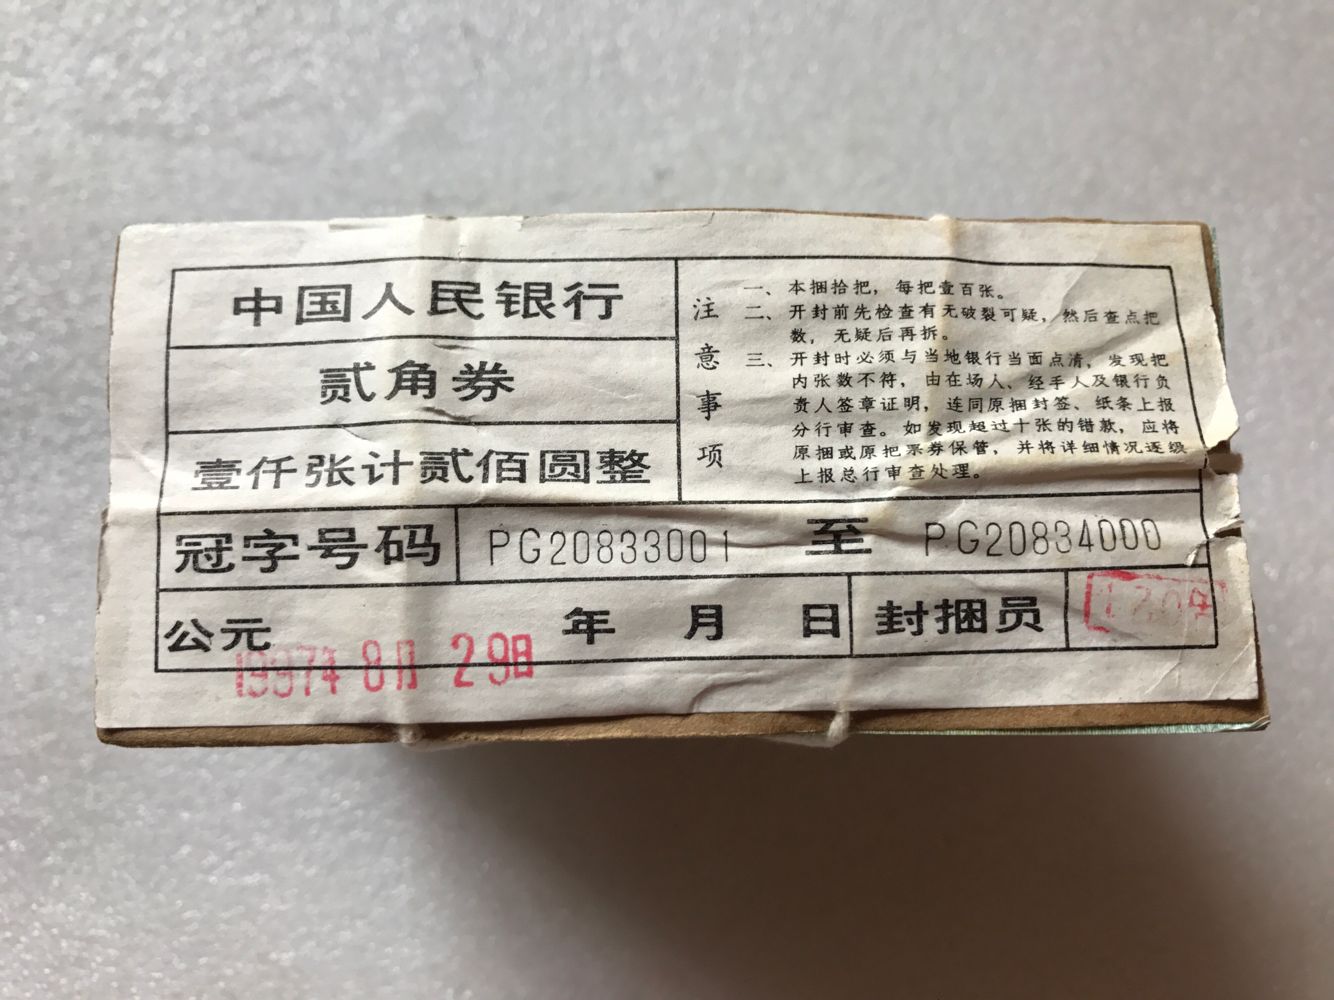 中国人民银行
贰角券
壹仟张计贰佰圆整
注意事项
一、本捆拾把，每把壹百张。
二、开封前先检查有无破裂可疑，然后查点把
数，无疑后再拆。
三、开封时必须与当地银行当面点清，发现把
内张数不符，由在场人、经手人及银行负
责人签章证明，连同原捆封签、纸条上报
分行审查。如发现超过十张的错款，应将
原捆或原把票券保管，并将详细情况逐级
上报总行审查处理。
冠字号码 PG20833001 至 PG20834000
公元 年 月 日 封捆员
1997年 8月 29日